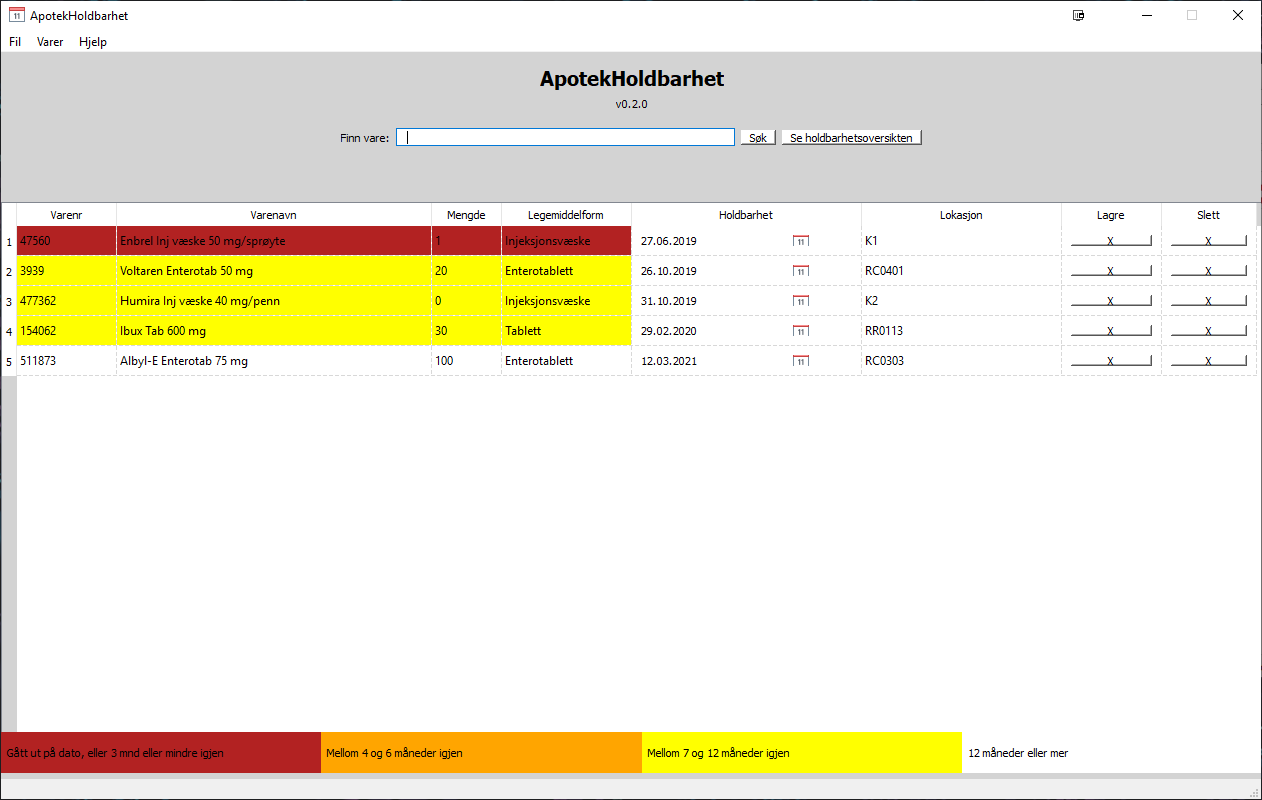 ApotekHoldbarhet
Fil Varer Hjelp
ApotekHoldbarhet
v0.2.0
Finn vare: Søk Se holdbarhetsoversikten
Varenr Varenavn Mengde Legemiddelform Holdbarhet Lokasjon Lagre Slett
1 47560 Enbrel Inj væske 50 mg/sprøyte 1 Injeksjonsvæske 27.06.2019 11 K1 X X
2 3939 Voltaren Enterotab 50 mg 20 Enterotablett 26.10.2019 11 RC0401 X X
3 477362 Humira Inj væske 40 mg/penn 0 Injeksjonsvæske 31.10.2019 11 K2 X X
4 154062 Ibux Tab 600 mg 30 Tablett 29.02.2020 11 RR0113 X X
5 511873 Albyl-E Enterotab 75 mg 100 Enterotablett 12.03.2021 11 RC0303 X X
Gått ut på dato, eller 3 mnd eller mindre igjen Mellom 4 og 6 måneder igjen Mellom 7 og 12 måneder igjen 12 måneder eller mer